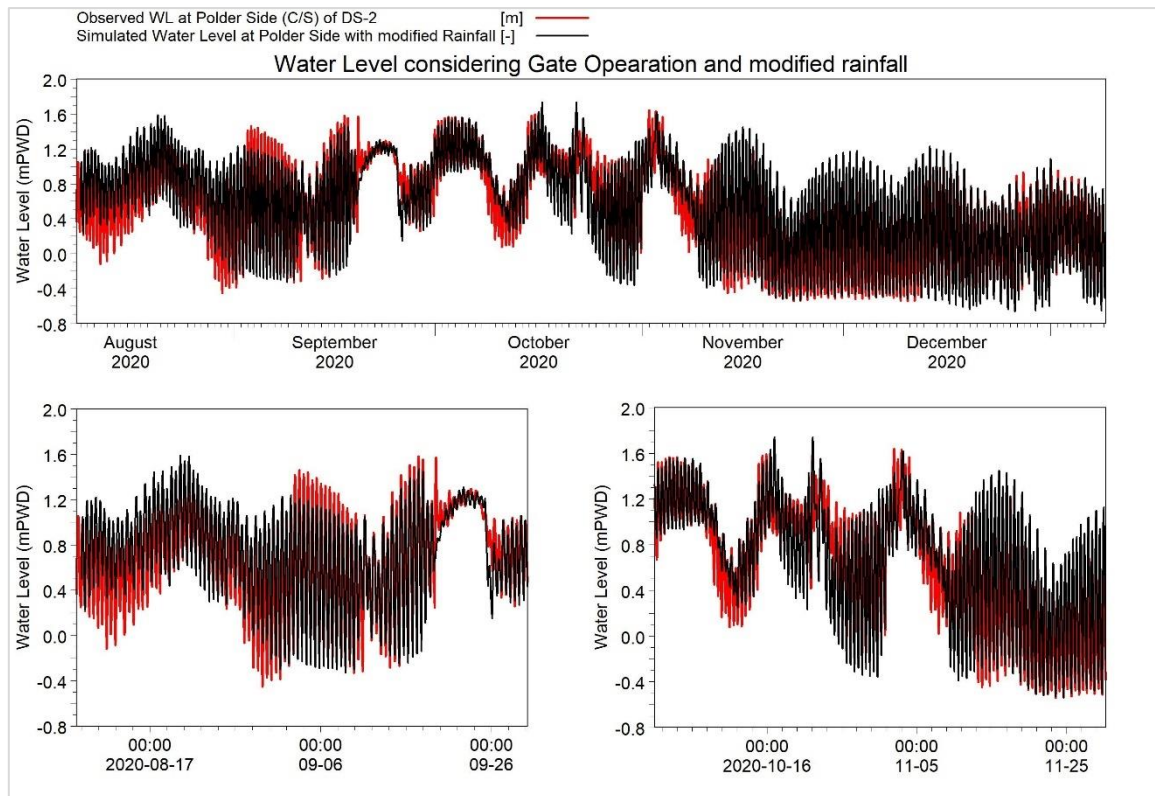 Observed WL at Polder Side (C/S) of DS-2 [m]
Simulated Water Level at Polder Side with modified Rainfall [-]
Water Level considering Gate Opearation and modified rainfall
Water Level (mPWD)
2.0
1.6
1.2
0.8
0.4
0.0
-0.4
-0.8
August September October November December
2020 2020 2020 2020 2020
Water Level (mPWD)
2.0
1.6
1.2
0.8
0.4
0.0
-0.4
-0.8
00:00 00:00 00:00
2020-08-17 09-06 09-26
Water Level (mPWD)
2.0
1.6
1.2
0.8
0.4
0.0
-0.4
-0.8
00:00 00:00 00:00
2020-10-16 11-05 11-25